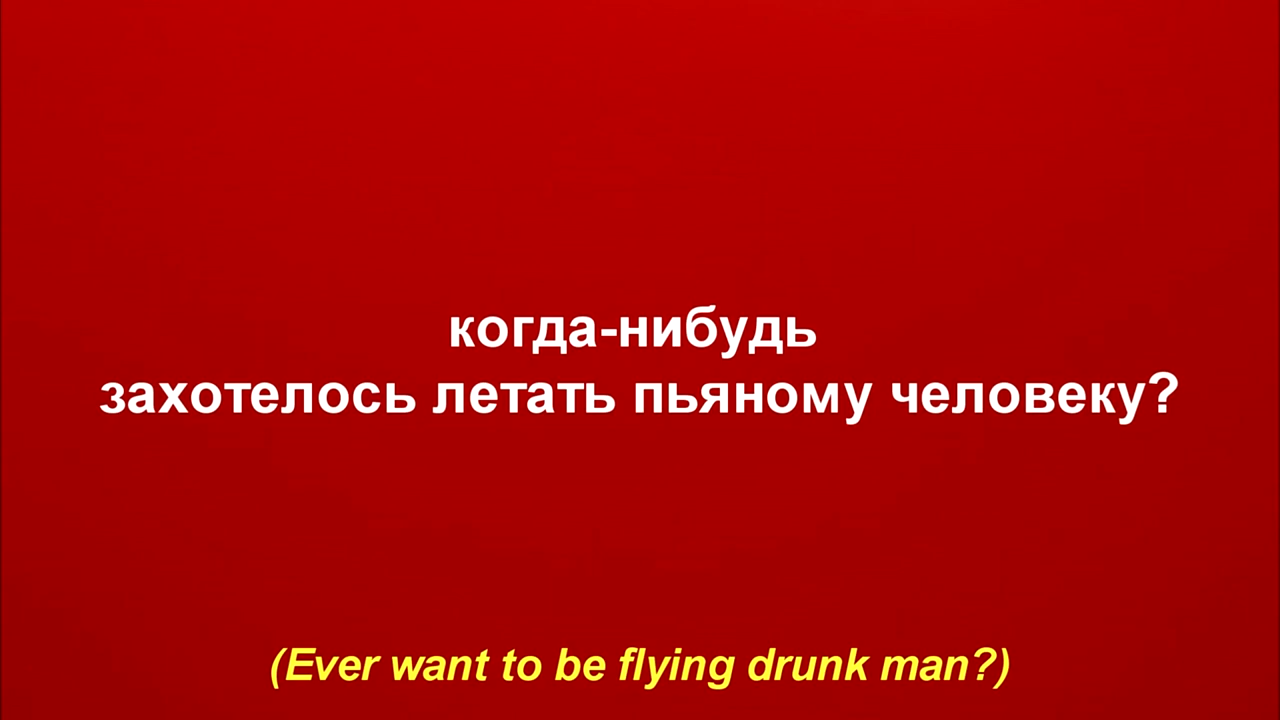 когда-нибудь
захотелось летать пьяному человеку?
(Ever want to be flying drunk man?)